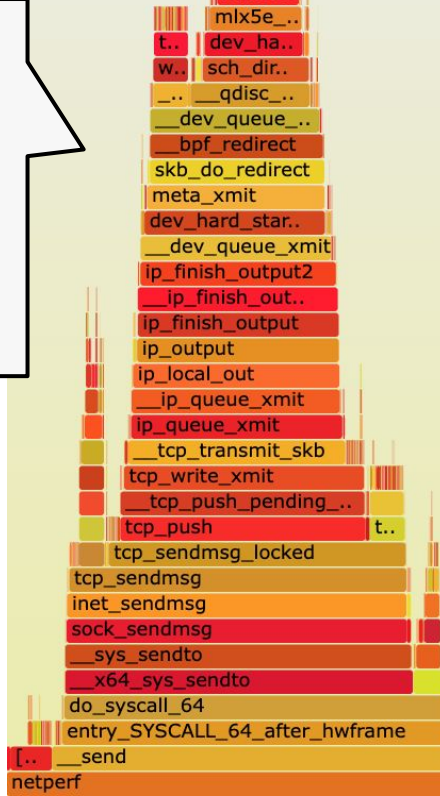 mlx5e_..
t..
dev_ha..
w..
sch_dir..
_..
__qdisc_..
__dev_queue_..
__bpf_redirect
skb_do_redirect
meta_xmit
dev_hard_star..
__dev_queue_xmit
ip_finish_output2
__ip_finish_out..
ip_finish_output
ip_output
ip_local_out
__ip_queue_xmit
ip_queue_xmit
__tcp_transmit_skb
tcp_write_xmit
__tcp_push_pending_..
tcp_push
t..
tcp_sendmsg_locked
tcp_sendmsg
inet_sendmsg
sock_sendmsg
__sys_sendto
__x64_sys_sendto
do_syscall_64
entry_SYSCALL_64_after_hwframe
[..
__send
netperf